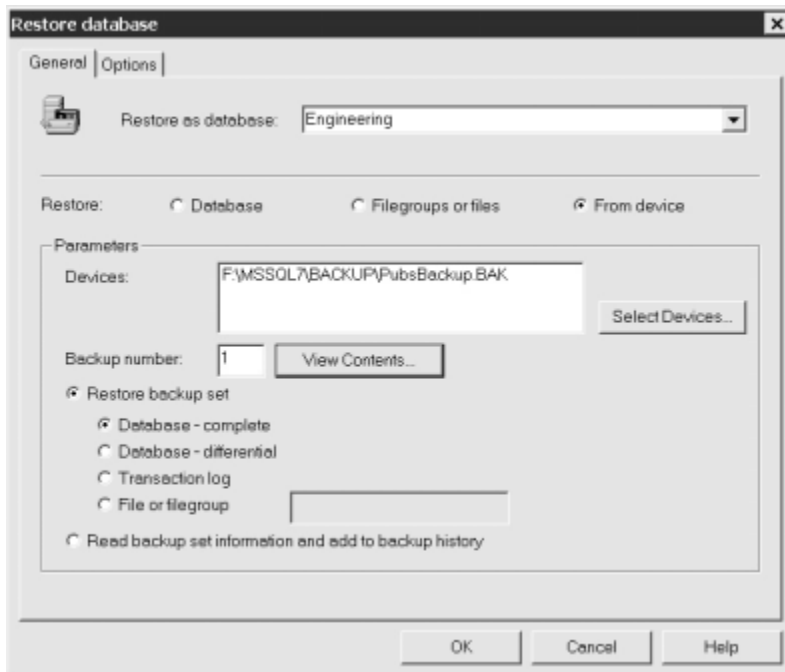 Restore database
General Options
Restore as database: Engineering
Restore: Database Filegroups or files From device
Parameters
Devices: F:\MSSQL7\BACKUP\PubsBackup.BAK
Select Devices...
Backup number: 1 View Contents...
Restore backup set
Database - complete
Database - differential
Transaction log
File or filegroup
Read backup set information and add to backup history
OK Cancel Help